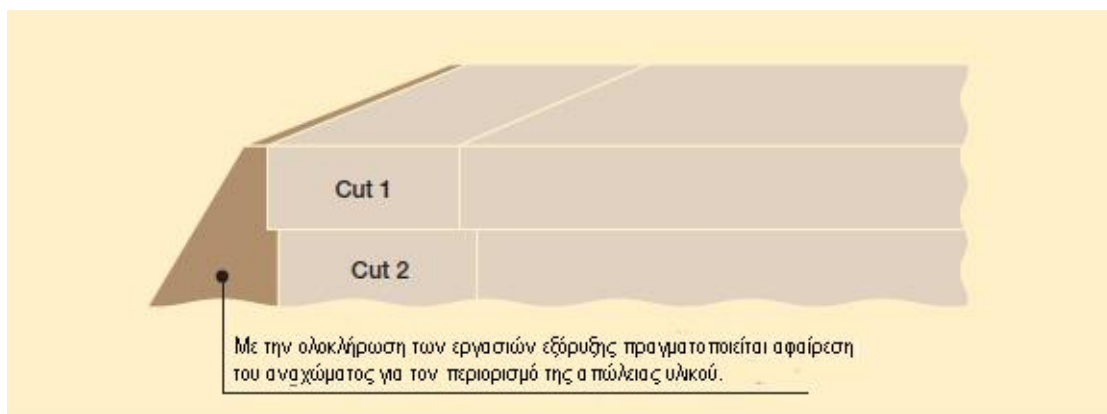 Cut 1
Cut 2
Με την ολοκλήρωση των εργασιών εξόρυξης πραγματοποιείται αφαίρεση
του αναχώματος για τον περιορισμό της απώλειας υλικού.